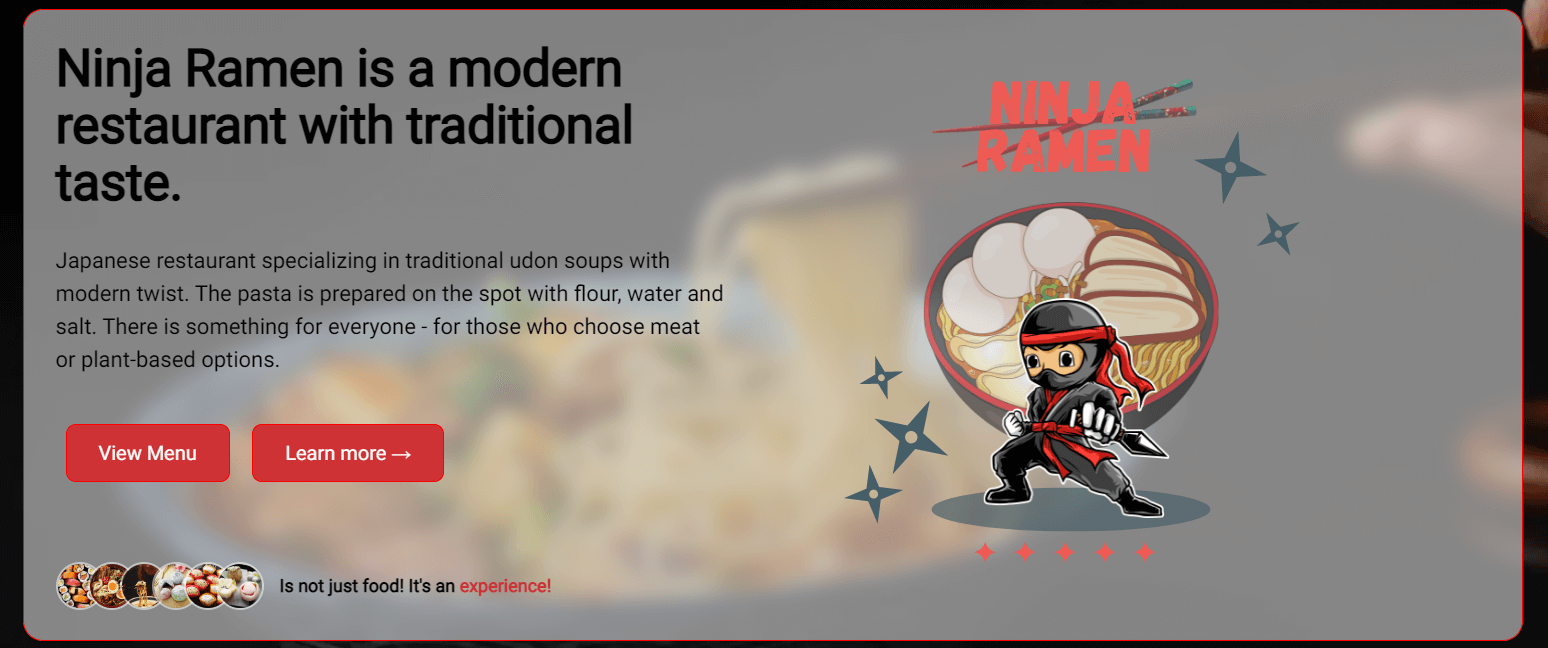 Ninja Ramen is a modern
restaurant with traditional
taste.
Japanese restaurant specializing in traditional udon soups with
modern twist. The pasta is prepared on the spot with flour, water and
salt. There is something for everyone - for those who choose meat
or plant-based options.
View Menu
Learn more →
Is not just food! It's an experience!
NINJA
RAMEN